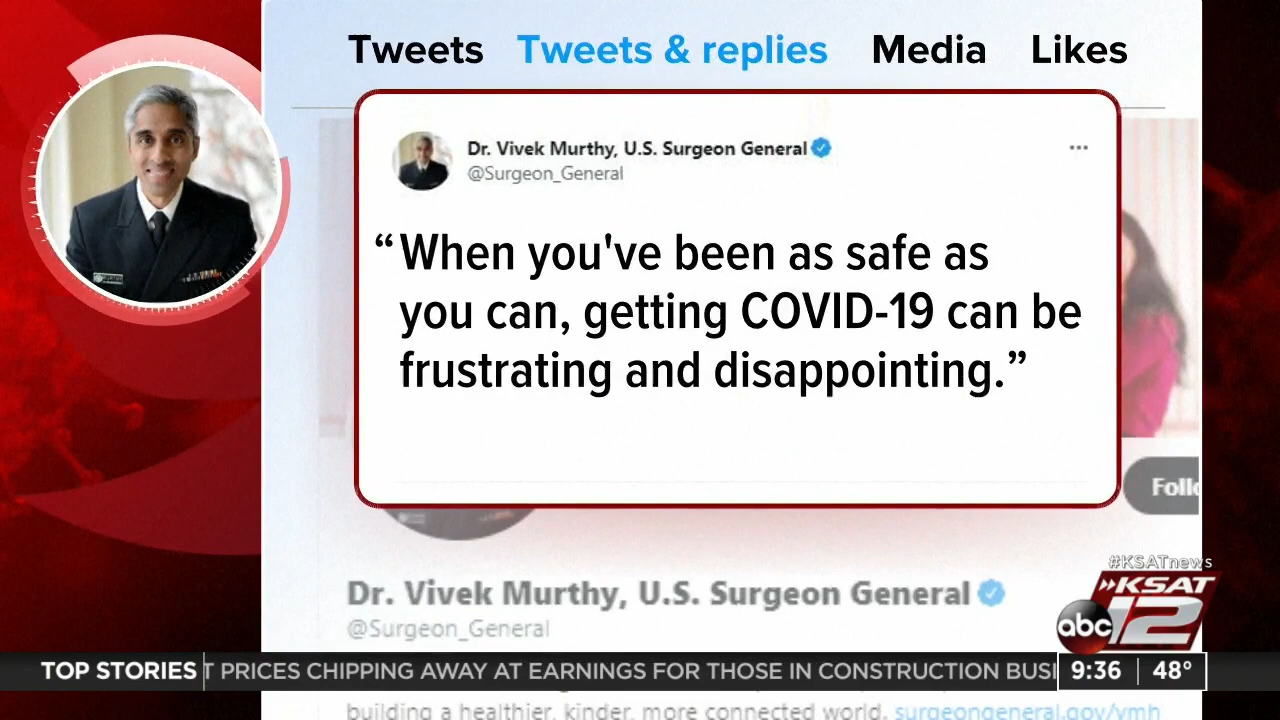 Tweets Tweets & replies Media Likes
Dr. Vivek Murthy, U.S. Surgeon General
@Surgeon_General
“When you've been as safe as
you can, getting COVID-19 can be
frustrating and disappointing.”
Dr. Vivek Murthy, U.S. Surgeon General
@Surgeon_General
#KSATnews
KSAT
abc 12
TOP STORIES T PRICES CHIPPING AWAY AT EARNINGS FOR THOSE IN CONSTRUCTION BUSI 9:36 48°
building a healthier, kinder, more connected world. surgeongeneral.gov/vmh